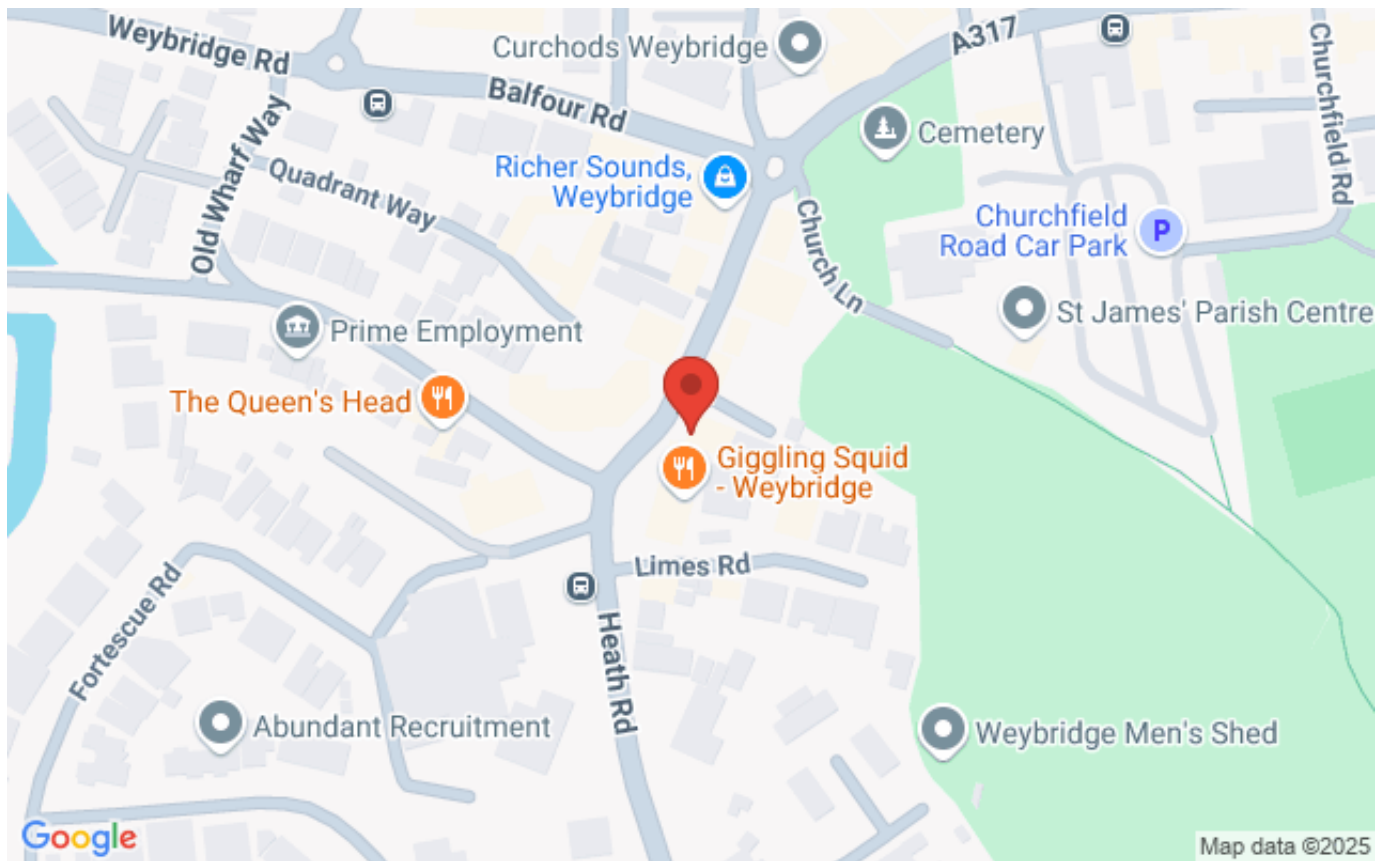 Weybridge Rd
Curchods Weybridge
A317
Churchfield Rd
Balfour Rd
Cemetery
Old Wharf Way
Quadrant Way
Richer Sounds,
Weybridge
Church Ln
Churchfield
Road Car Park
P
St James' Parish Centre
Prime Employment
The Queen's Head
Giggling Squid
- Weybridge
Limes Rd
Fortescue Rd
Heath Rd
Abundant Recruitment
Weybridge Men's Shed
Google
Map data ©2025